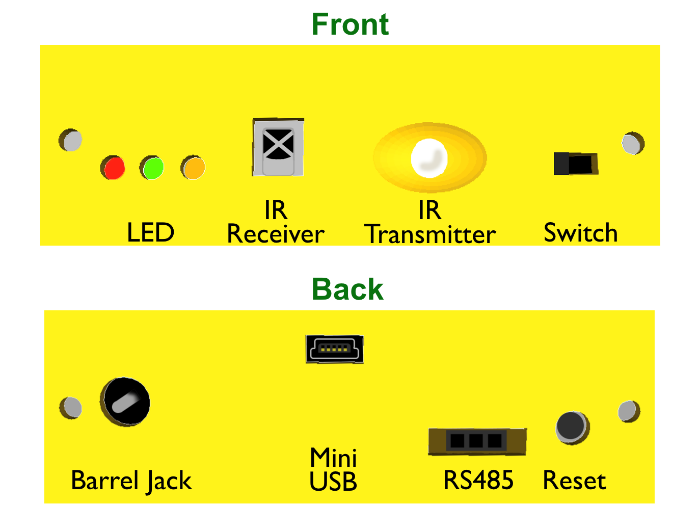 Front
LED
IR
Receiver
IR
Transmitter
Switch
Back
Barrel Jack
Mini
USB
RS485
Reset